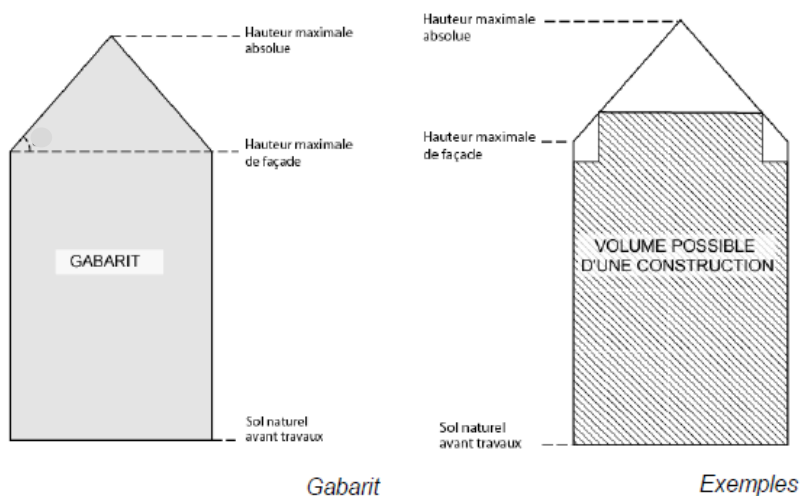 Hauteur maximale
absolue
Hauteur maximale
de façade
GABARIT
Sol naturel
avant travaux
Gabarit
Hauteur maximale
absolue
Hauteur maximale
de façade
VOLUME POSSIBLE
D'UNE CONSTRUCTION
Sol naturel
avant travaux
Exemples